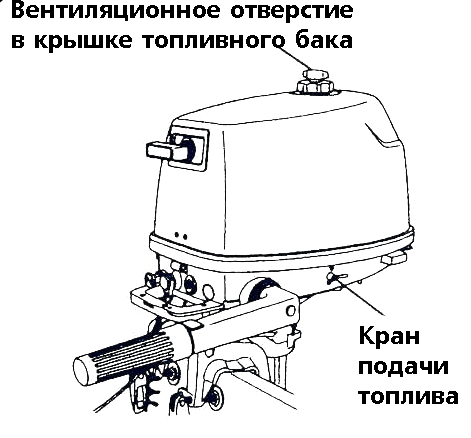 Вентиляционное отверстие
в крышке топливного бака
Кран
подачи
топлива